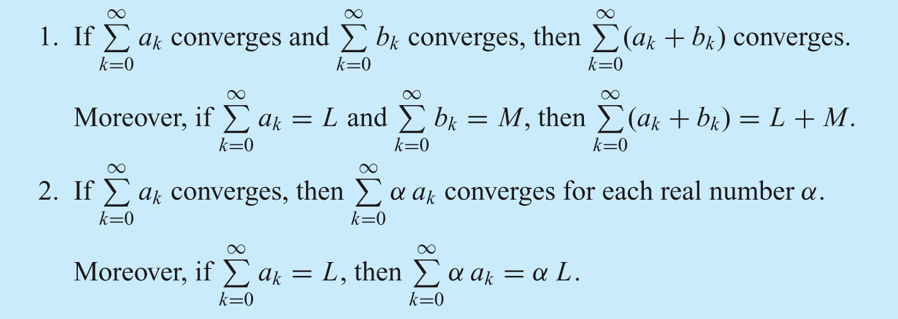 1. If $\sum_{k=0}^{\infty} a_k$ converges and $\sum_{k=0}^{\infty} b_k$ converges, then $\sum_{k=0}^{\infty} (a_k + b_k)$ converges.
Moreover, if $\sum_{k=0}^{\infty} a_k = L$ and $\sum_{k=0}^{\infty} b_k = M$, then $\sum_{k=0}^{\infty} (a_k + b_k) = L + M$.
2. If $\sum_{k=0}^{\infty} a_k$ converges, then $\sum_{k=0}^{\infty} \alpha\, a_k$ converges for each real number $\alpha$.
Moreover, if $\sum_{k=0}^{\infty} a_k = L$, then $\sum_{k=0}^{\infty} \alpha\, a_k = \alpha\, L$.